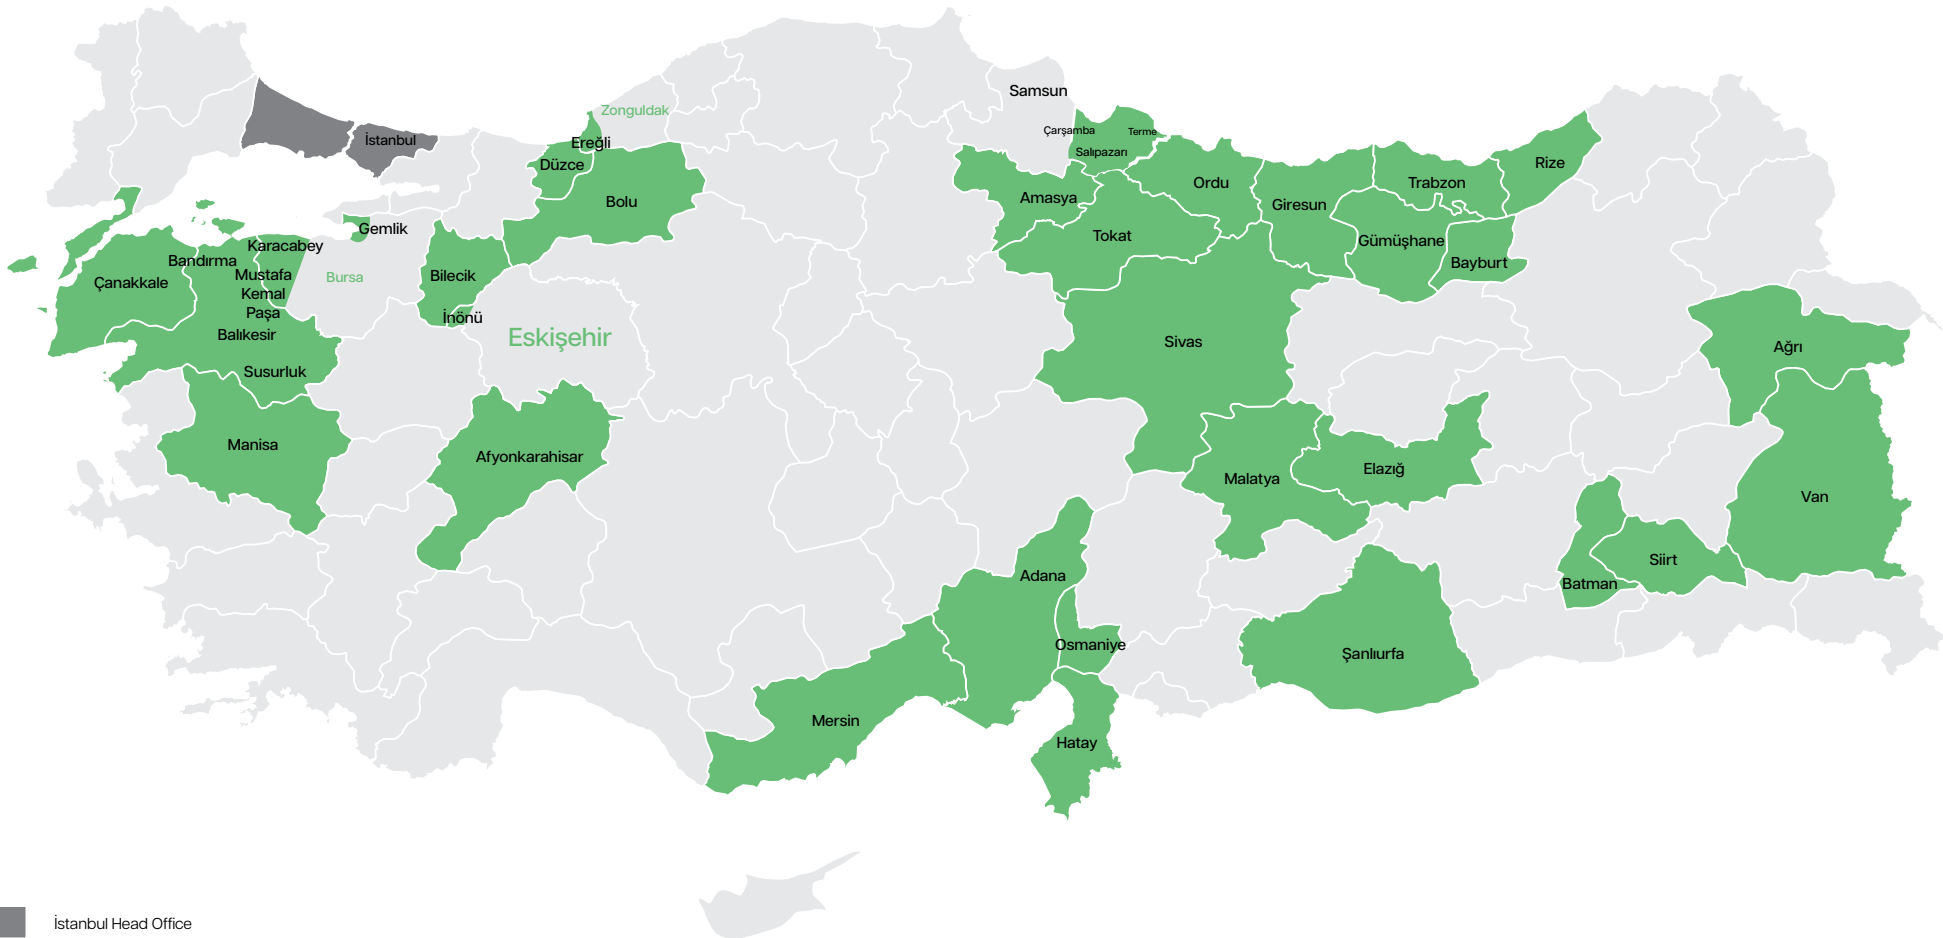 Samsun
Zonguldak
Çarşamba
Terme
İstanbul
Ereğli
Salıpazarı
Düzce
Rize
Ordu
Trabzon
Amasya
Bolu
Giresun
Gemlik
Tokat
Gümüşhane
Karacabey
Bandırma
Bayburt
Mustafa
Kemal
Paşa
Bursa
Bilecik
Çanakkale
İnönü
Balıkesir
Eskişehir
Sivas
Ağrı
Susurluk
Manisa
Afyonkarahisar
Elazığ
Malatya
Van
Siirt
Adana
Batman
Osmaniye
Şanlıurfa
Mersin
Hatay
İstanbul Head Office